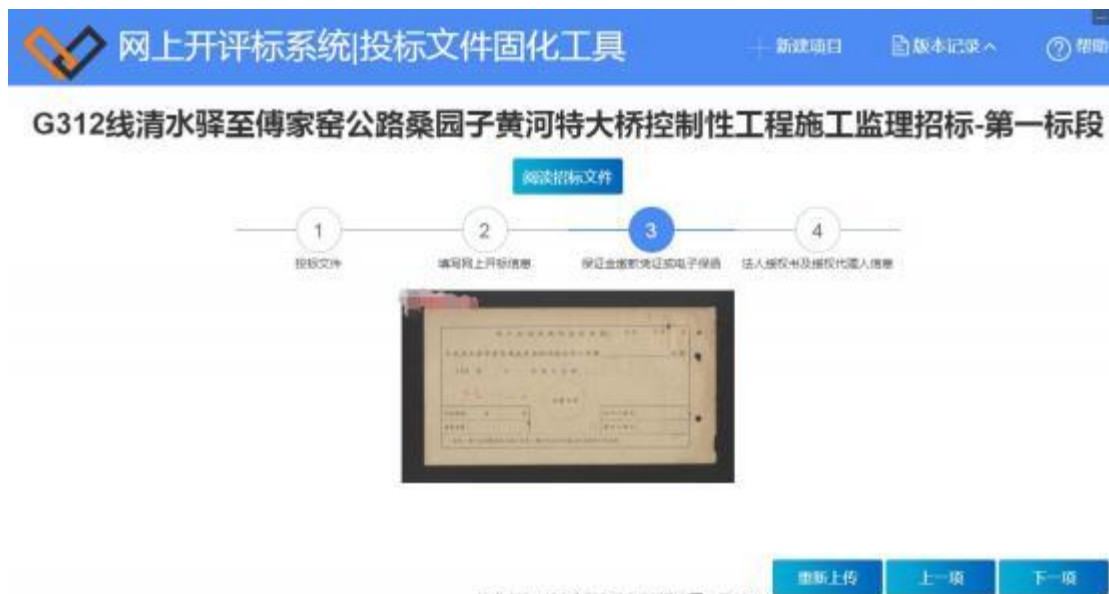 网上开评标系统|投标文件固化工具
新建项目
版本记录
帮助
G312线清水驿至傅家窑公路桑园子黄河特大桥控制性工程施工监理招标-第一标段
阅读招标文件
1
2
3
4
投标文件
填写网上开标信息
保证金缴款凭证或电子保函
法人授权书及授权代理人信息
重新上传
上一项
下一项